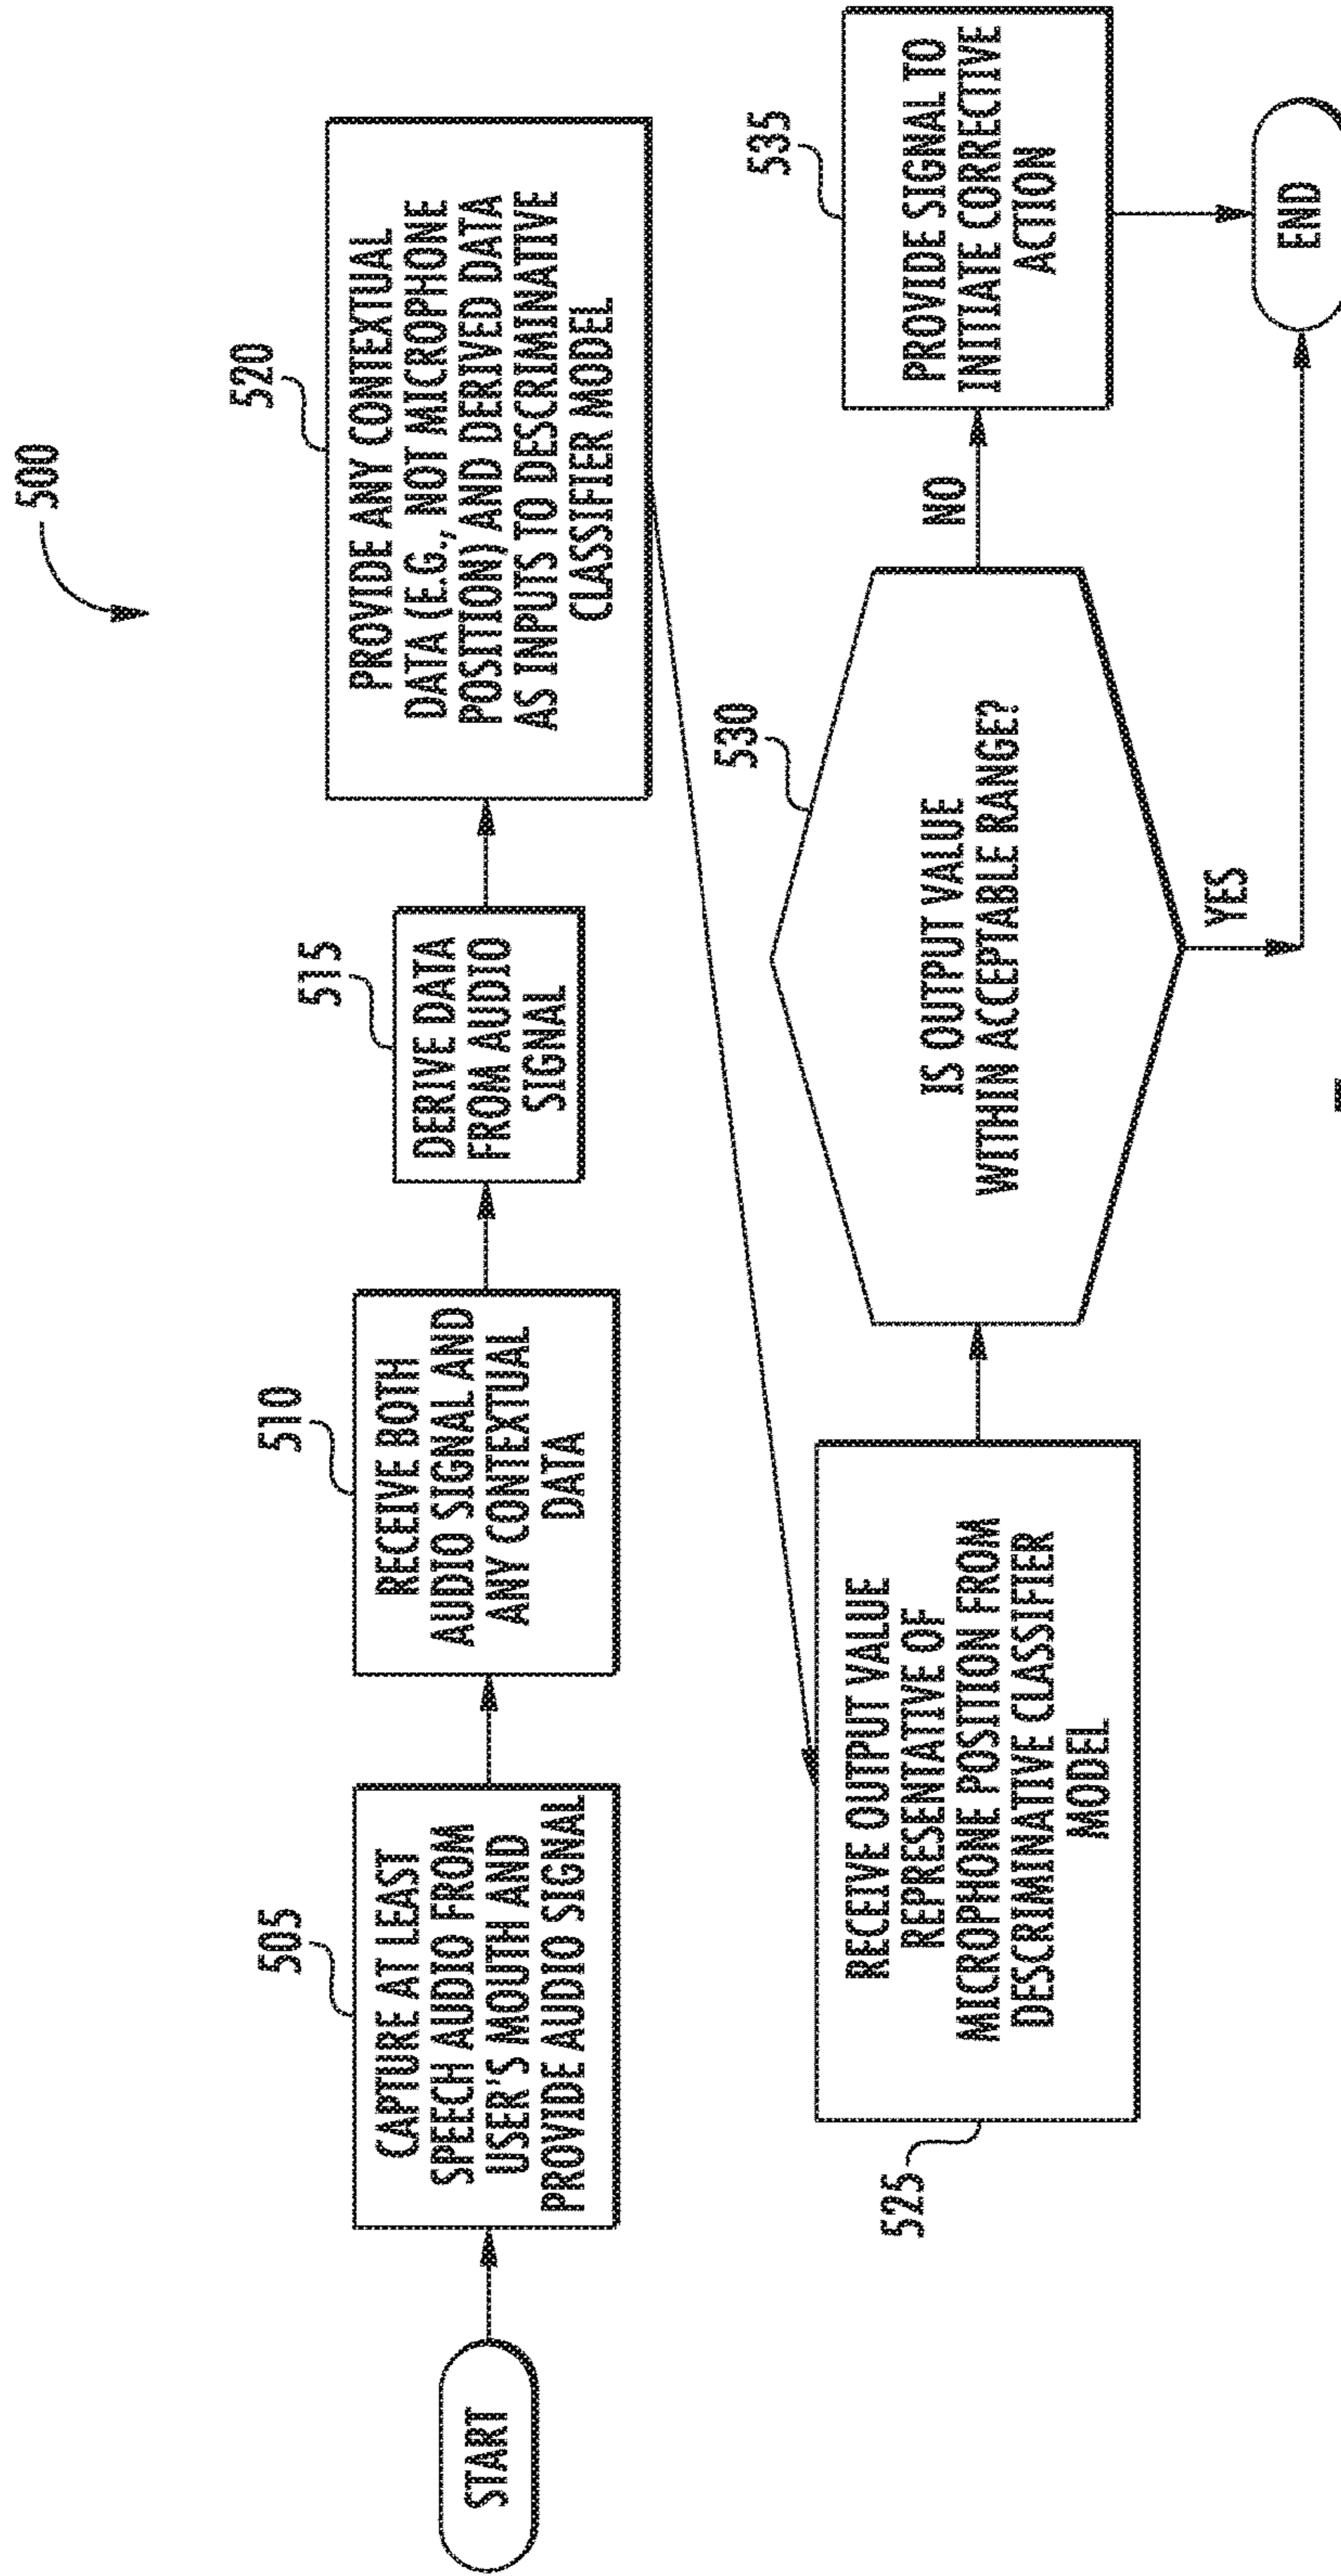 500
START
505
CAPTURE AT LEAST
SPEECH AUDIO FROM
USER'S MOUTH AND
PROVIDE AUDIO SIGNAL
510
RECEIVE BOTH
AUDIO SIGNAL AND
ANY CONTEXTUAL
DATA
515
DERIVE DATA
FROM AUDIO
SIGNAL
520
PROVIDE ANY CONTEXTUAL
DATA (E.G., NOT MICROPHONE
POSITION) AND DERIVED DATA
AS INPUTS TO DESCRIMINATIVE
CLASSIFIER MODEL
525
RECEIVE OUTPUT VALUE
REPRESENTATIVE OF
MICROPHONE POSITION FROM
DESCRIMINATIVE CLASSIFIER
MODEL
530
IS OUTPUT VALUE
WITHIN ACCEPTABLE RANGE?
NO
YES
535
PROVIDE SIGNAL TO
INITIATE CORRECTIVE
ACTION
END